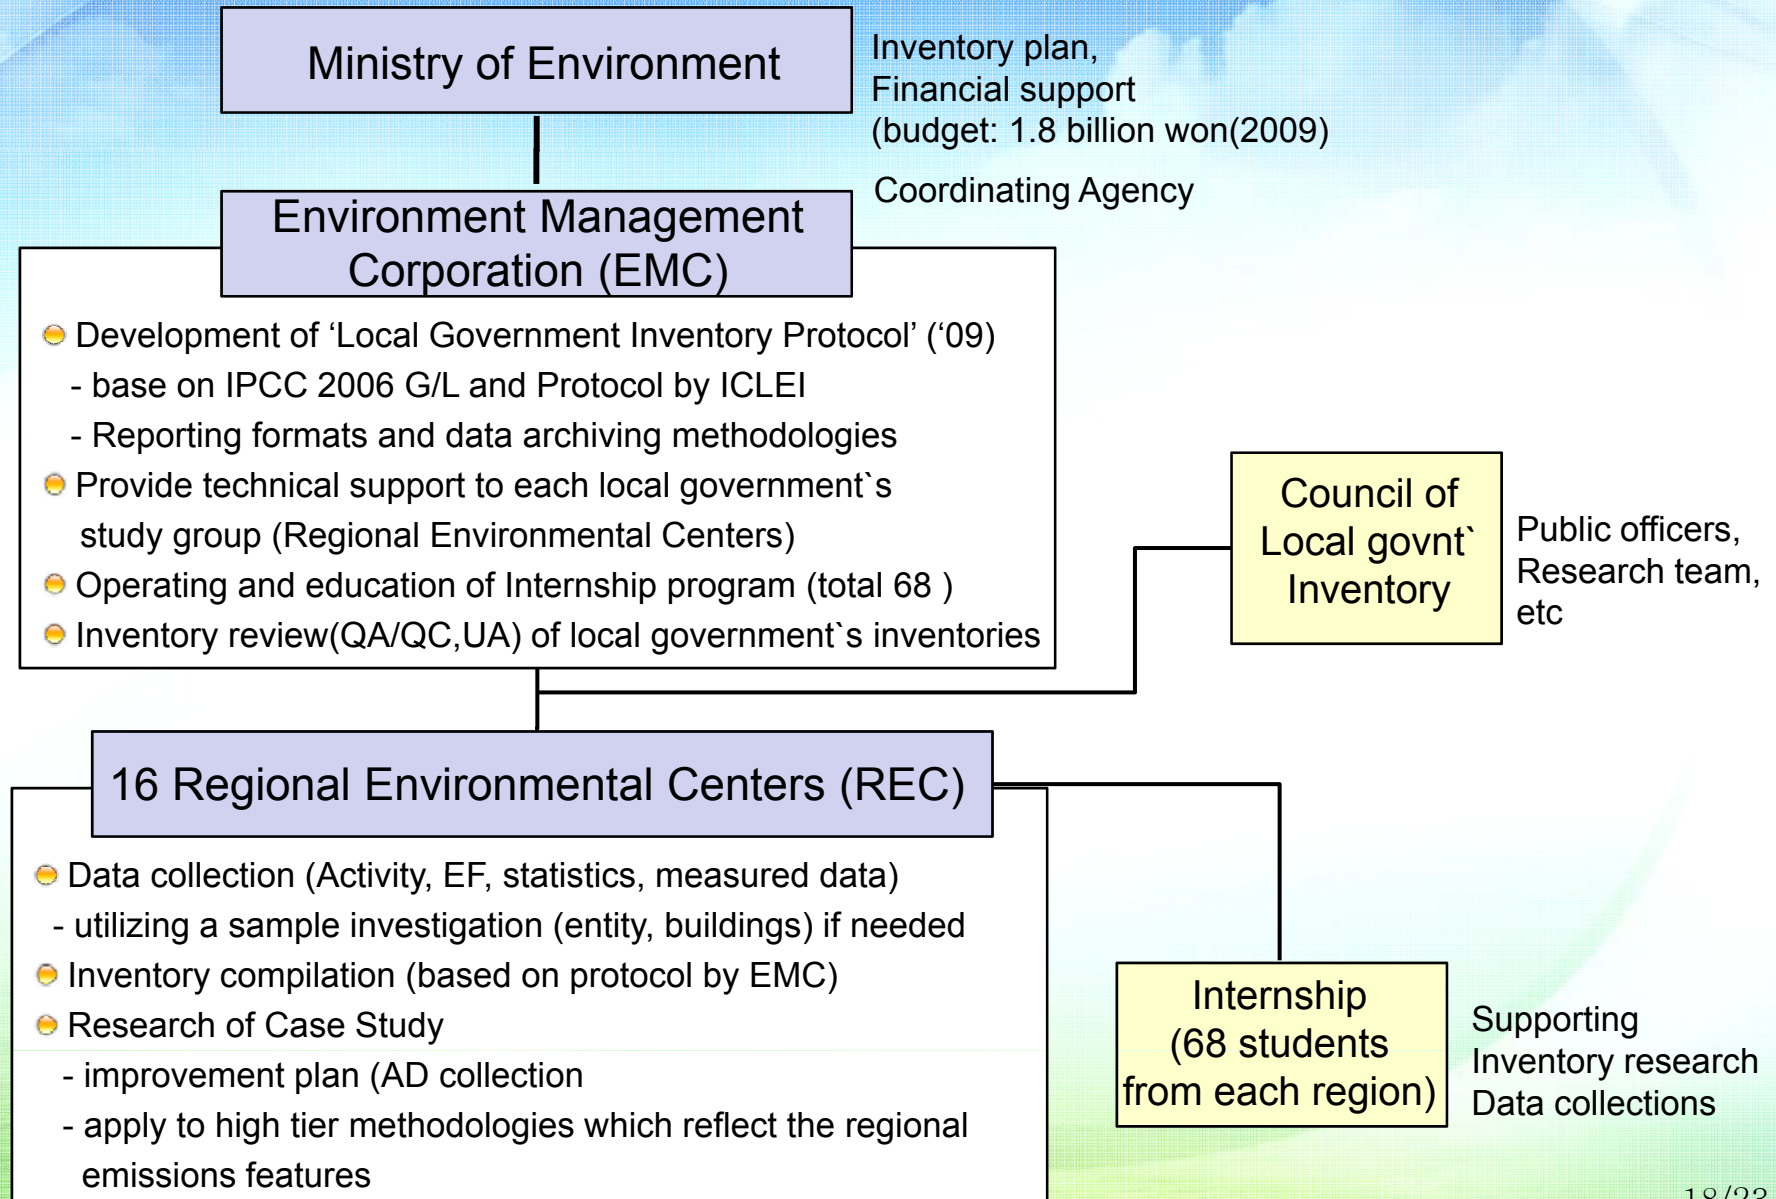 Ministry of Environment
Inventory plan,
Financial support
(budget: 1.8 billion won(2009)
Environment Management
Corporation (EMC)
Coordinating Agency
Development of ‘Local Government Inventory Protocol’ (‘09)
- base on IPCC 2006 G/L and Protocol by ICLEI
- Reporting formats and data archiving methodologies
Provide technical support to each local government`s
study group (Regional Environmental Centers)
Operating and education of Internship program (total 68 )
Inventory review(QA/QC,UA) of local government`s inventories
Council of
Local govnt`
Inventory
Public officers,
Research team,
etc
16 Regional Environmental Centers (REC)
Data collection (Activity, EF, statistics, measured data)
- utilizing a sample investigation (entity, buildings) if needed
Inventory compilation (based on protocol by EMC)
Research of Case Study
- improvement plan (AD collection
- apply to high tier methodologies which reflect the regional
emissions features
Internship
(68 students
from each region)
Supporting
Inventory research
Data collections
18/23